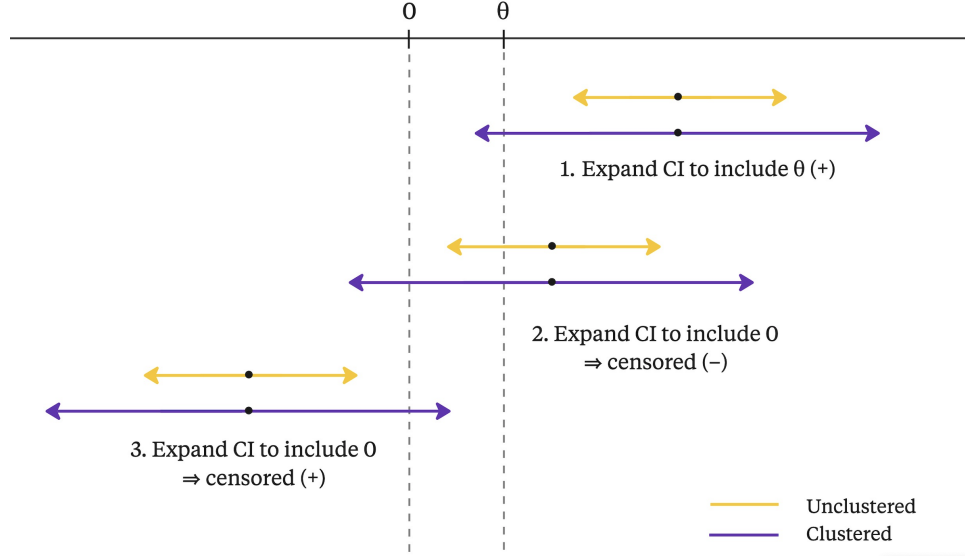 0 θ
1. Expand CI to include θ (+)
2. Expand CI to include 0
⇒ censored (−)
3. Expand CI to include 0
⇒ censored (+)
Unclustered
Clustered